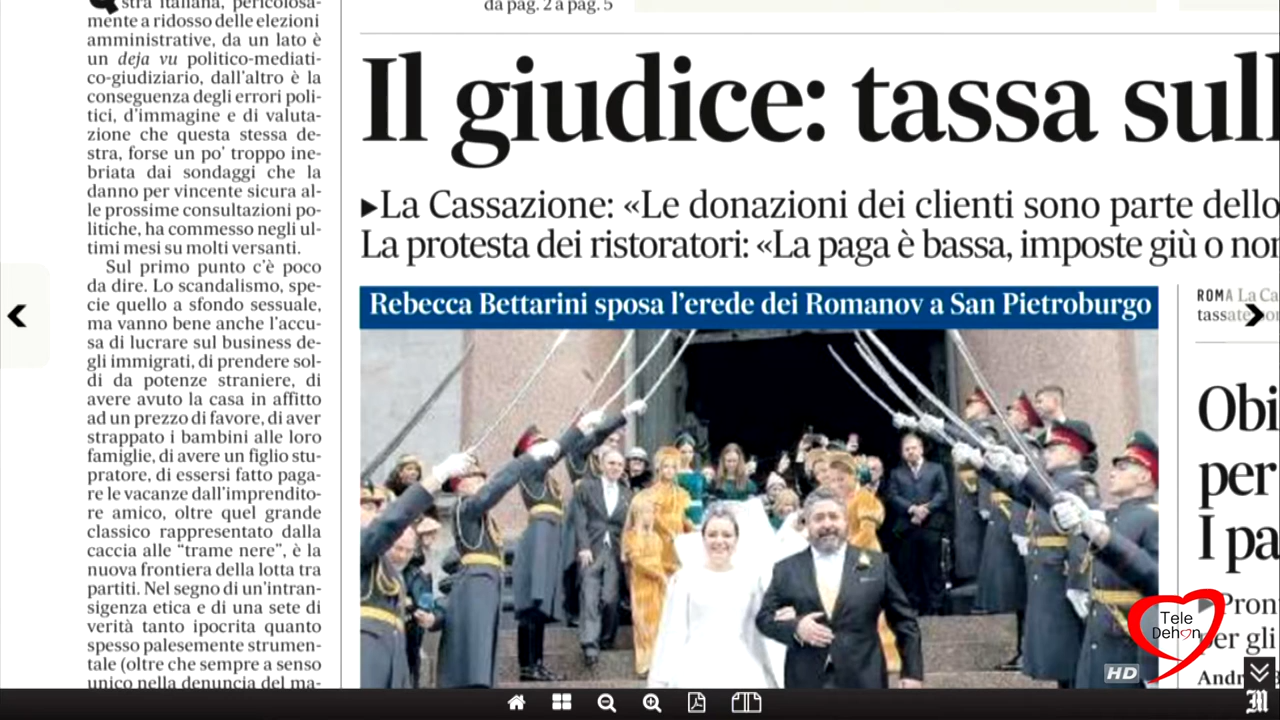 stra italiana, pericolosa-
mente a ridosso delle elezioni
amministrative, da un lato è
un deja vu politico-mediati-
co-giudiziario, dall'altro è la
conseguenza degli errori poli-
tici, d'immagine e di valuta-
zione che questa stessa de-
stra, forse un po' troppo ine-
briata dai sondaggi che la
danno per vincente sicura al-
le prossime consultazioni po-
litiche, ha commesso negli ul-
timi mesi su molti versanti.
Sul primo punto c'è poco
da dire. Lo scandalismo, spe-
cie quello a sfondo sessuale,
ma vanno bene anche l'accu-
sa di lucrare sul business de-
gli immigrati, di prendere sol-
di da potenze straniere, di
avere avuto la casa in affitto
ad un prezzo di favore, di aver
strappato i bambini alle loro
famiglie, di avere un figlio stu-
pratore, di essersi fatto paga-
re le vacanze dall'imprendito-
re amico, oltre quel grande
classico rappresentato dalla
caccia alle “trame nere”, è la
nuova frontiera della lotta tra
partiti. Nel segno di un'intran-
sigenza etica e di una sete di
verità tanto ipocrita quanto
spesso palesemente strumen-
tale (oltre che sempre a senso
unico nella denuncia del ma-
da pag. 2 a pag. 5
Il giudice: tassa sull
▶La Cassazione: «Le donazioni dei clienti sono parte dello
La protesta dei ristoratori: «La paga è bassa, imposte giù o no
Rebecca Bettarini sposa l'erede dei Romanov a San Pietroburgo
ROMA La Ca
tassate
Obi
per
I pa
Pron
per gli
Andr
Tele
Dehon
HD
M